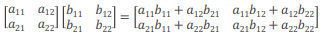 [a₁₁ a₁₂] [b₁₁ b₁₂] = [a₁₁b₁₁ + a₁₂b₂₁ a₁₁b₁₂ + a₁₂b₂₂]
[a₂₁ a₂₂] [b₂₁ b₂₂] [a₂₁b₁₁ + a₂₂b₂₁ a₂₁b₁₂ + a₂₂b₂₂]